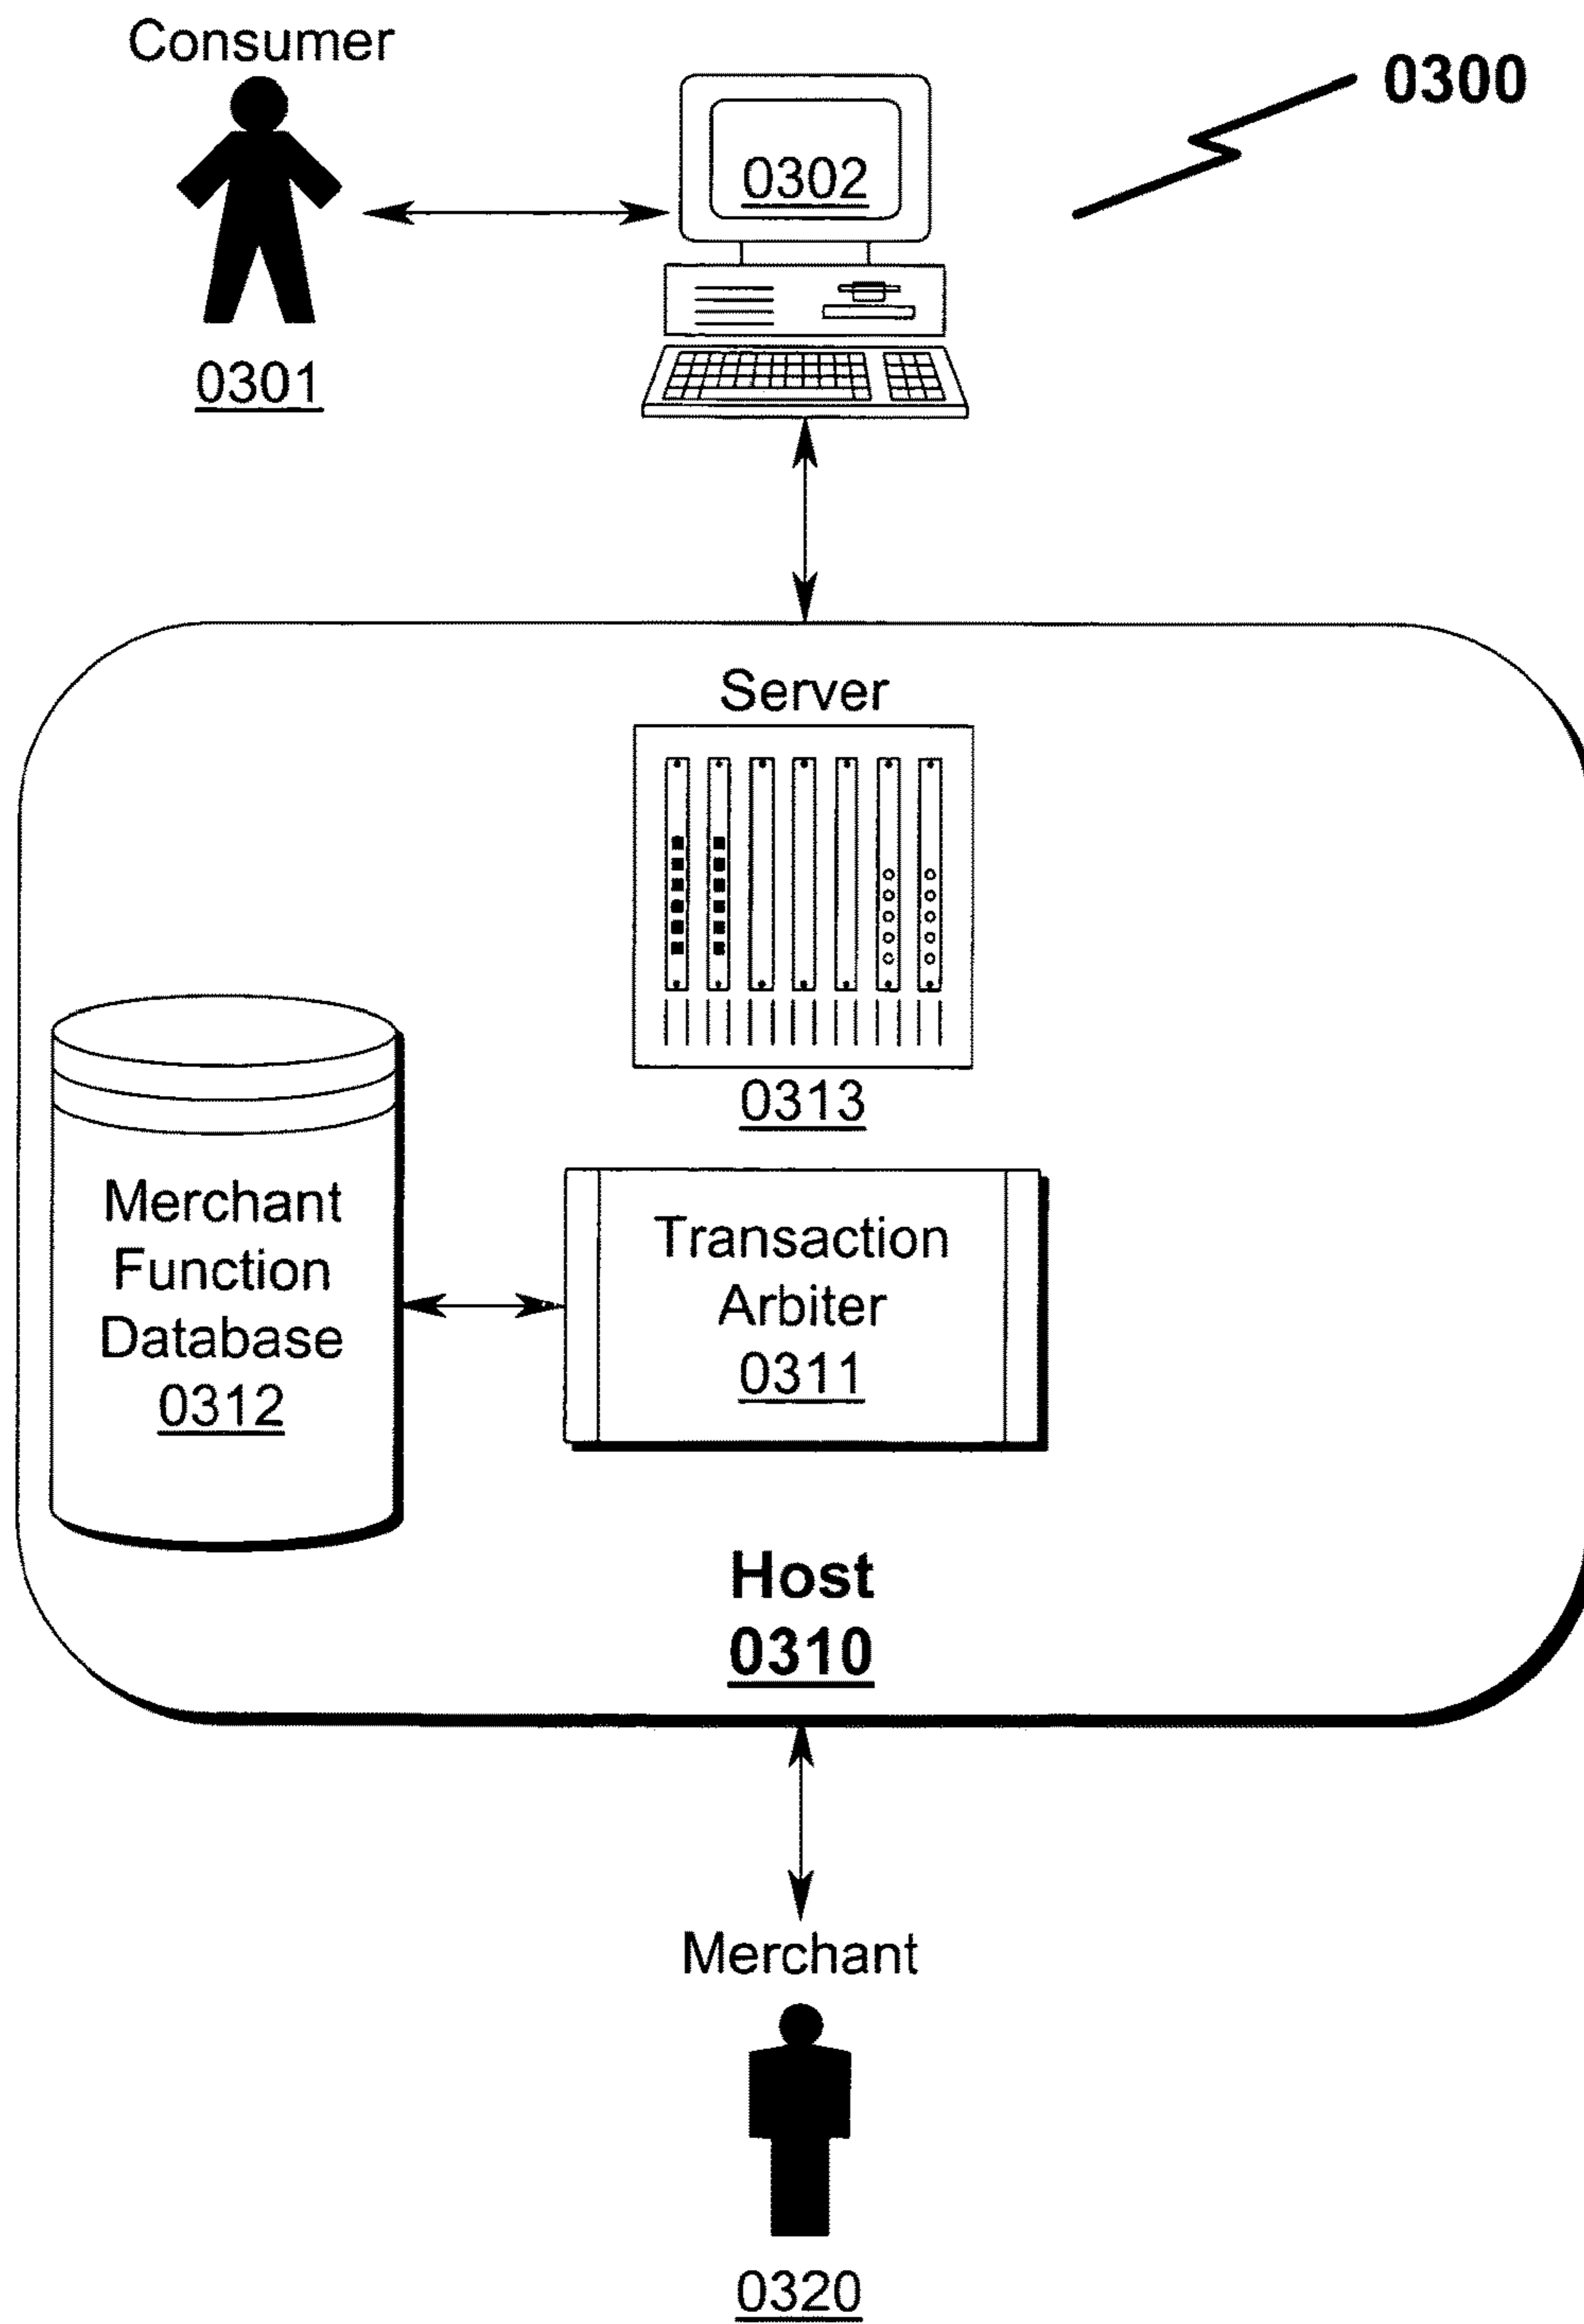 Consumer
0300
0302
0301
Server
0313
Merchant
Function
Database
0312
Transaction
Arbiter
0311
Host
0310
Merchant
0320